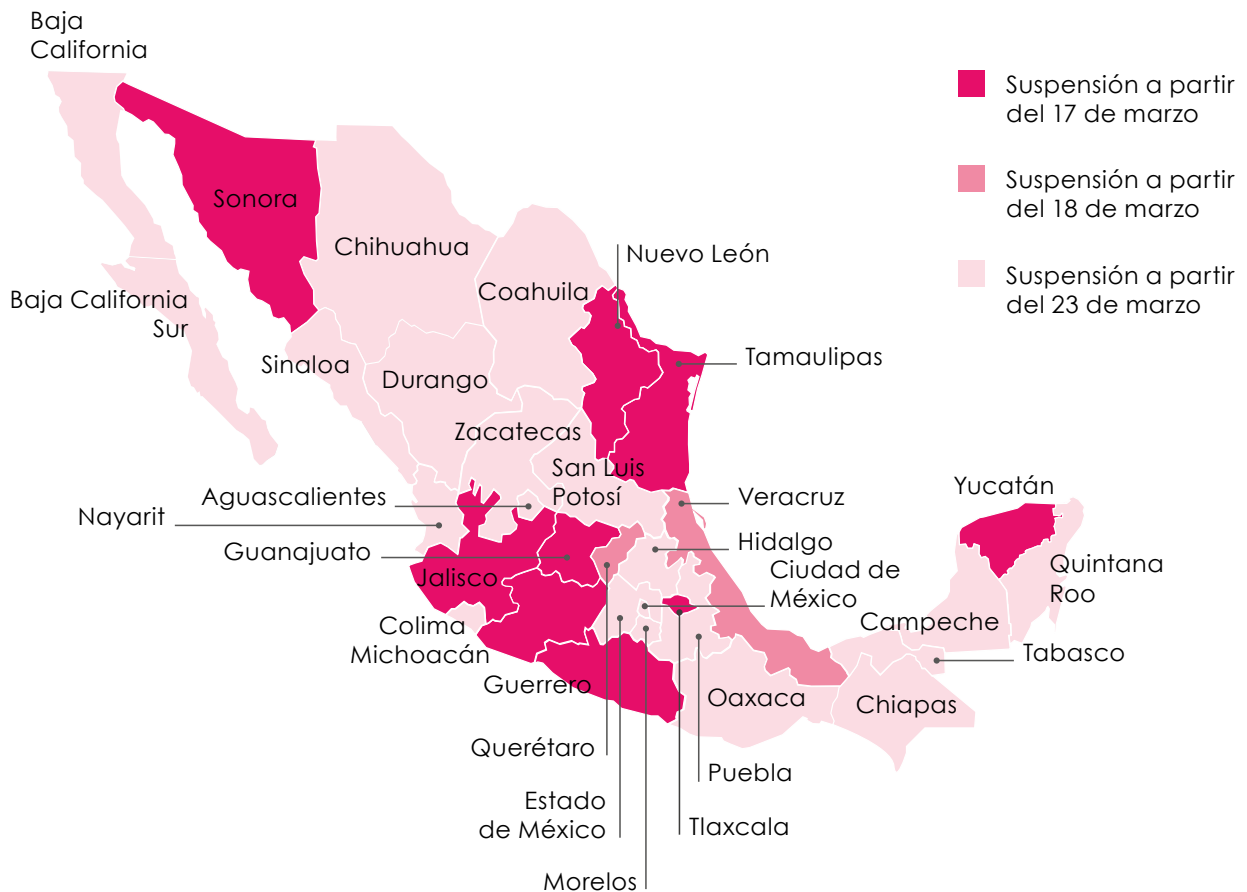 Baja
California
Suspensión a partir
del 17 de marzo
Suspensión a partir
del 18 de marzo
Suspensión a partir
del 23 de marzo
Sonora
Chihuahua
Nuevo León
Coahuila
Baja California
Sur
Sinaloa
Durango
Tamaulipas
Zacatecas
San Luis
Potosí
Aguascalientes
Nayarit
Guanajuato
Jalisco
Veracruz
Hidalgo
Ciudad de
México
Yucatán
Quintana
Roo
Campeche
Tabasco
Colima
Michoacán
Guerrero
Oaxaca
Chiapas
Querétaro
Puebla
Estado
de México
Tlaxcala
Morelos